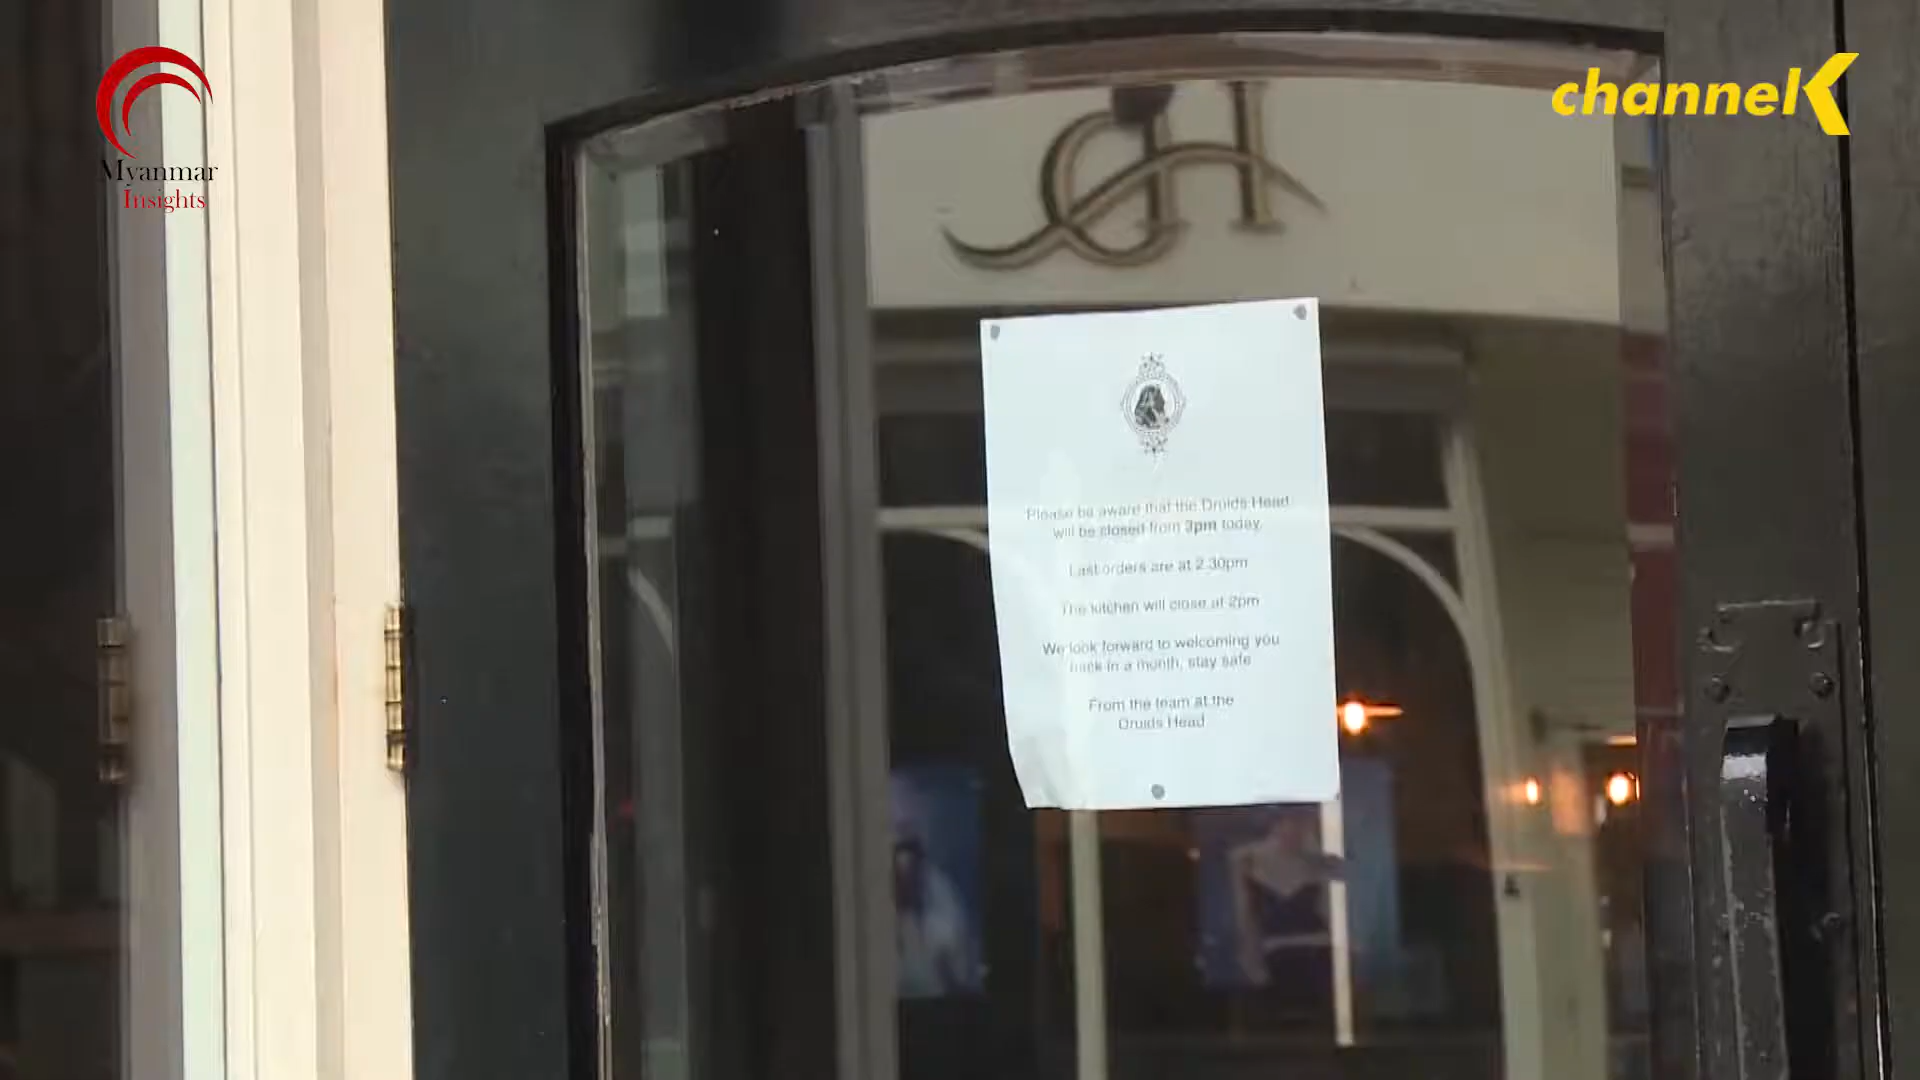 Myanmar
Insights
channelK
Please be aware that the Druids Head
will be closed from 3pm today.
Last orders are at 2.30pm
The kitchen will close at 2pm
We look forward to welcoming you
back in a month, stay safe
From the team at the
Druids Head